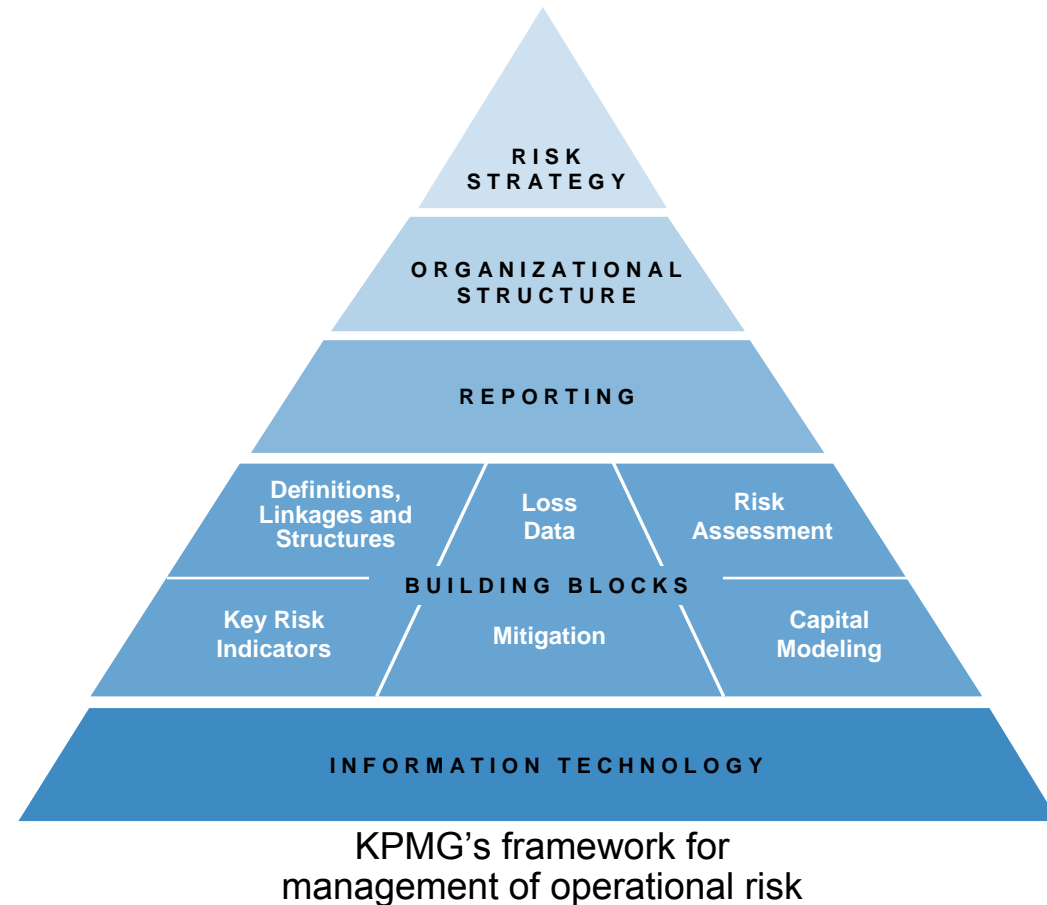 RISK
STRATEGY
ORGANIZATIONAL
STRUCTURE
REPORTING
Definitions,
Linkages and
Structures
Loss
Data
Risk
Assessment
BUILDING BLOCKS
Key Risk
Indicators
Mitigation
Capital
Modeling
INFORMATION TECHNOLOGY
KPMG’s framework for
management of operational risk